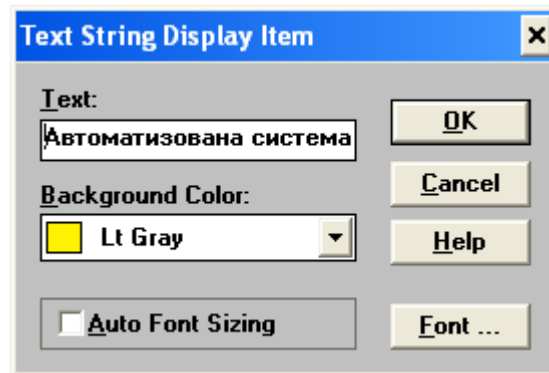 Text String Display Item
Text:
Автоматизована система
OK
Background Color:
Cancel
Lt Gray
Help
Auto Font Sizing
Font ...